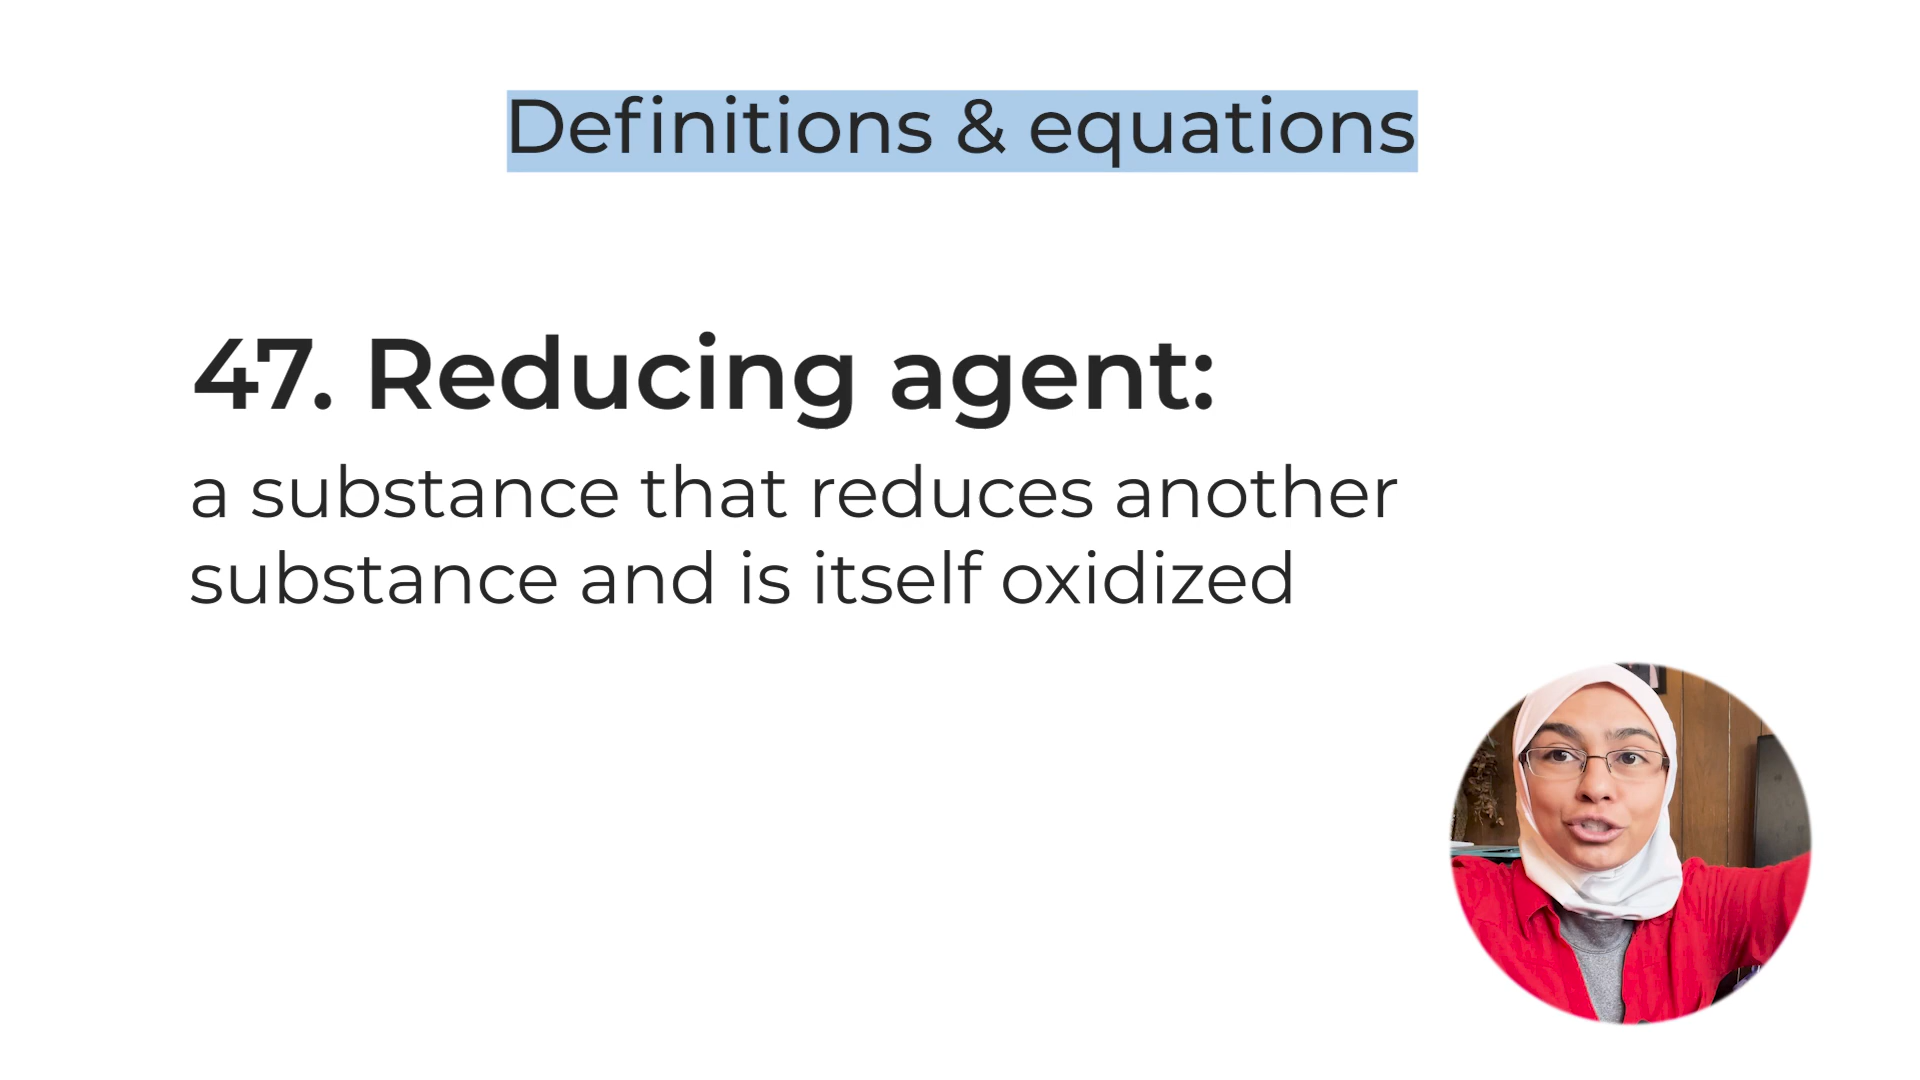 Definitions & equations
47. Reducing agent:
a substance that reduces another
substance and is itself oxidized